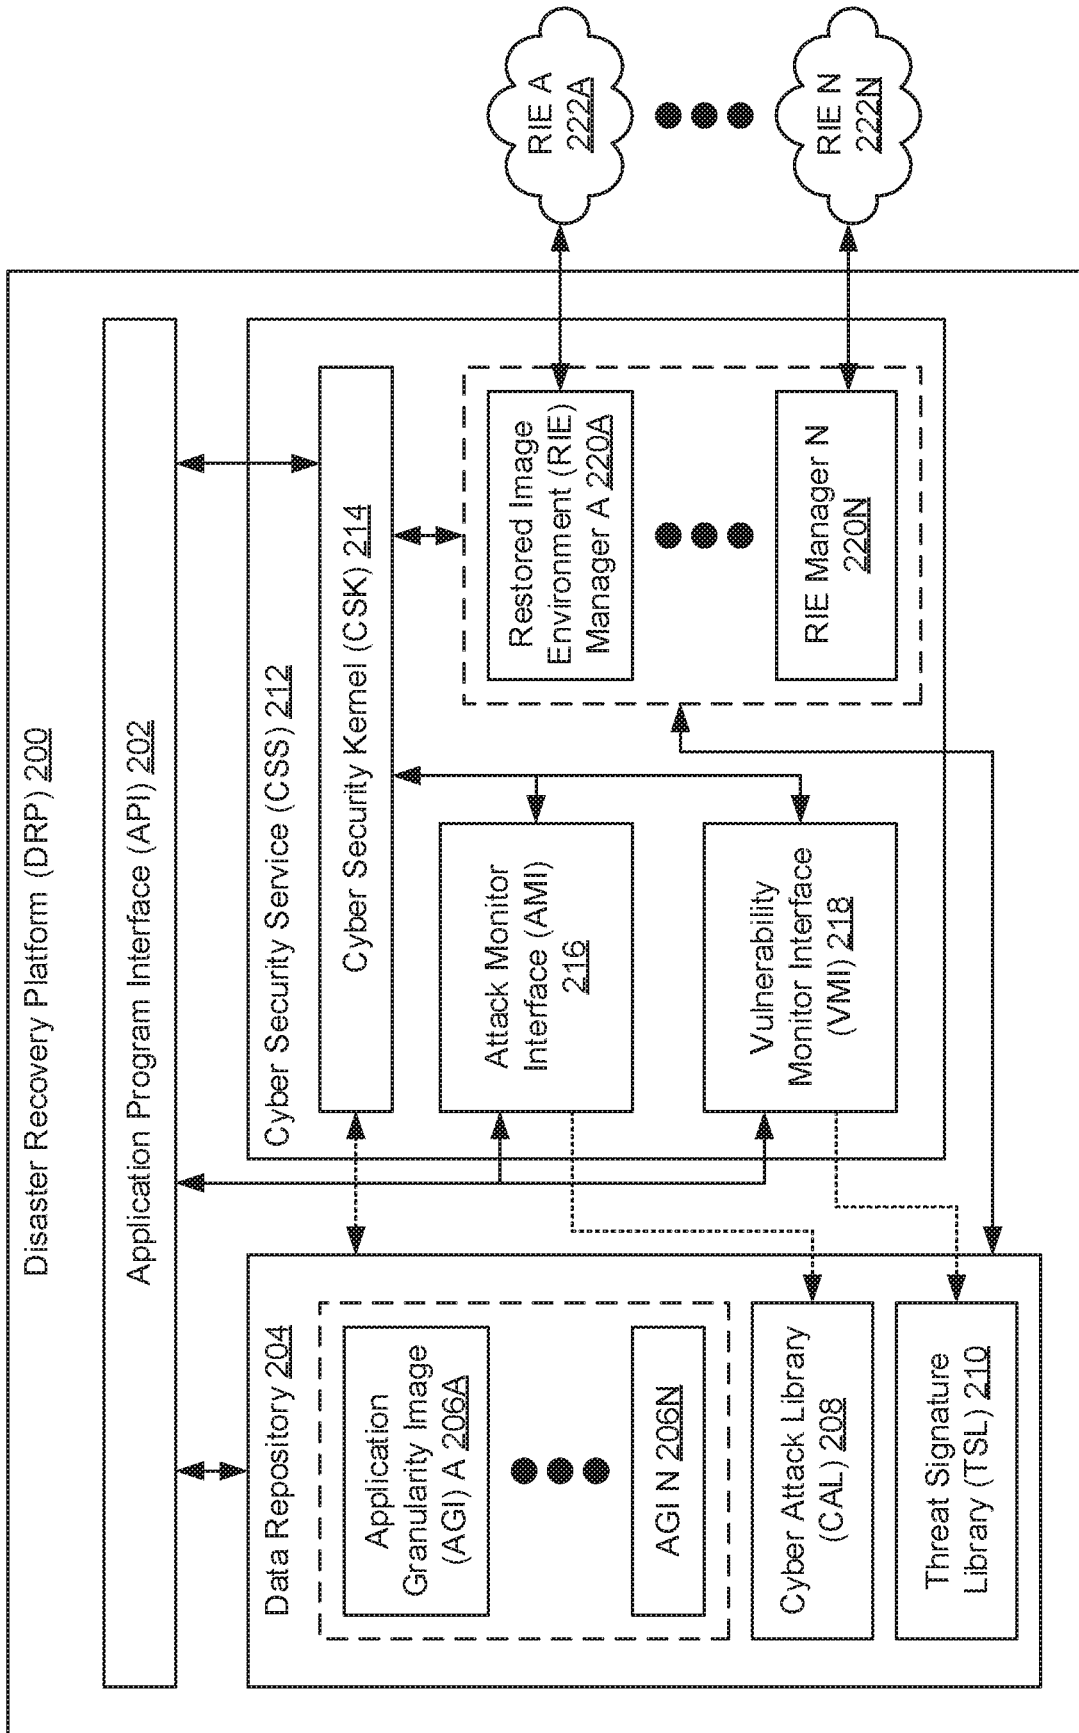 Disaster Recovery Platform (DRP) 200
Application Program Interface (API) 202
Data Repository 204
Application
Granularity Image
(AGI) A 206A
AGI N 206N
Cyber Attack Library
(CAL) 208
Threat Signature
Library (TSL) 210
Cyber Security Service (CSS) 212
Cyber Security Kernel (CSK) 214
Attack Monitor
Interface (AMI)
216
Vulnerability
Monitor Interface
(VMI) 218
Restored Image
Environment (RIE)
Manager A 220A
RIE Manager N
220N
RIE A
222A
RIE N
222N